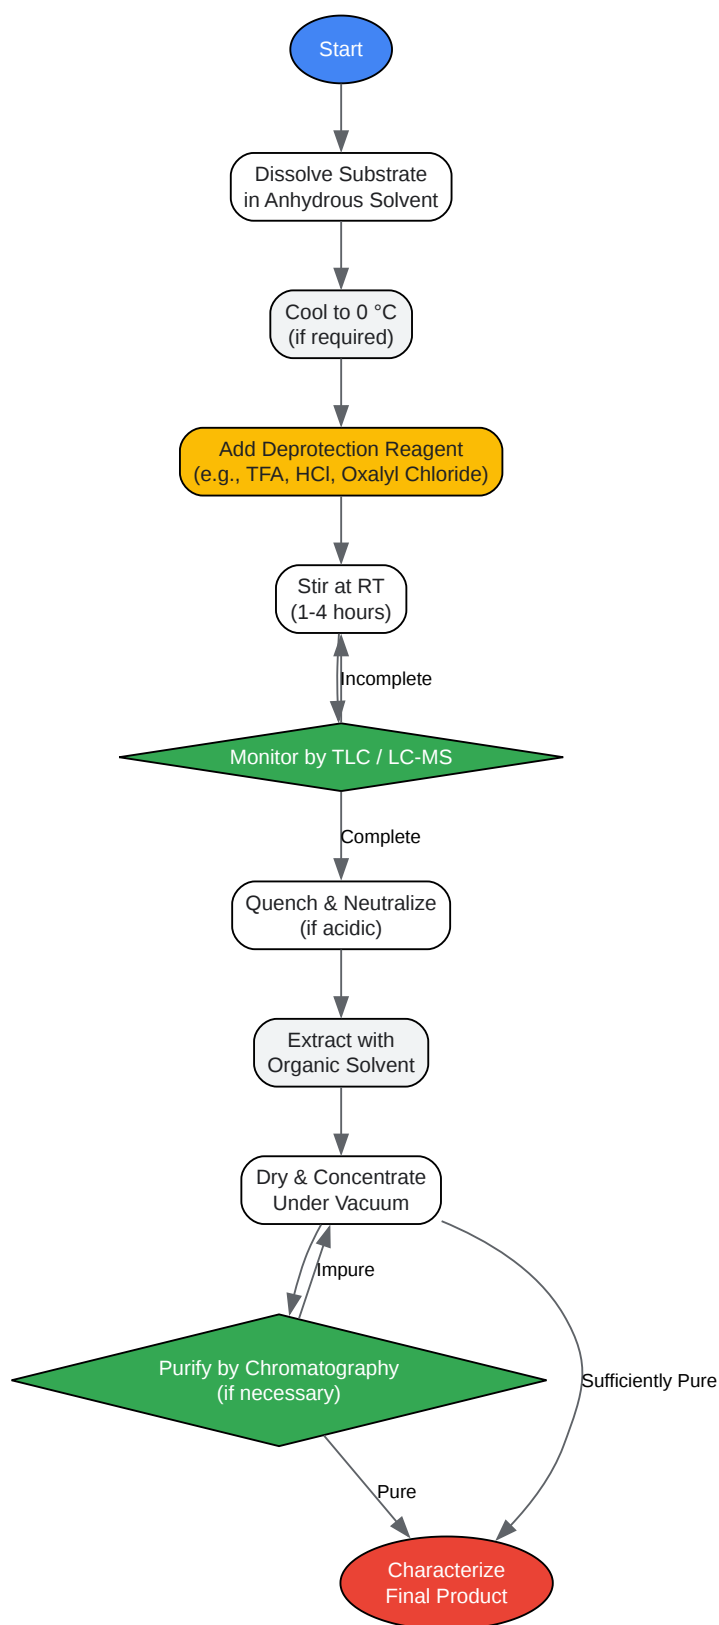 Start
Dissolve Substrate
in Anhydrous Solvent
Cool to 0 °C
(if required)
Add Deprotection Reagent
(e.g., TFA, HCl, Oxalyl Chloride)
Stir at RT
(1-4 hours)
Incomplete
Monitor by TLC / LC-MS
Complete
Quench & Neutralize
(if acidic)
Extract with
Organic Solvent
Dry & Concentrate
Under Vacuum
Impure
Purify by Chromatography
(if necessary)
Sufficiently Pure
Pure
Characterize
Final Product